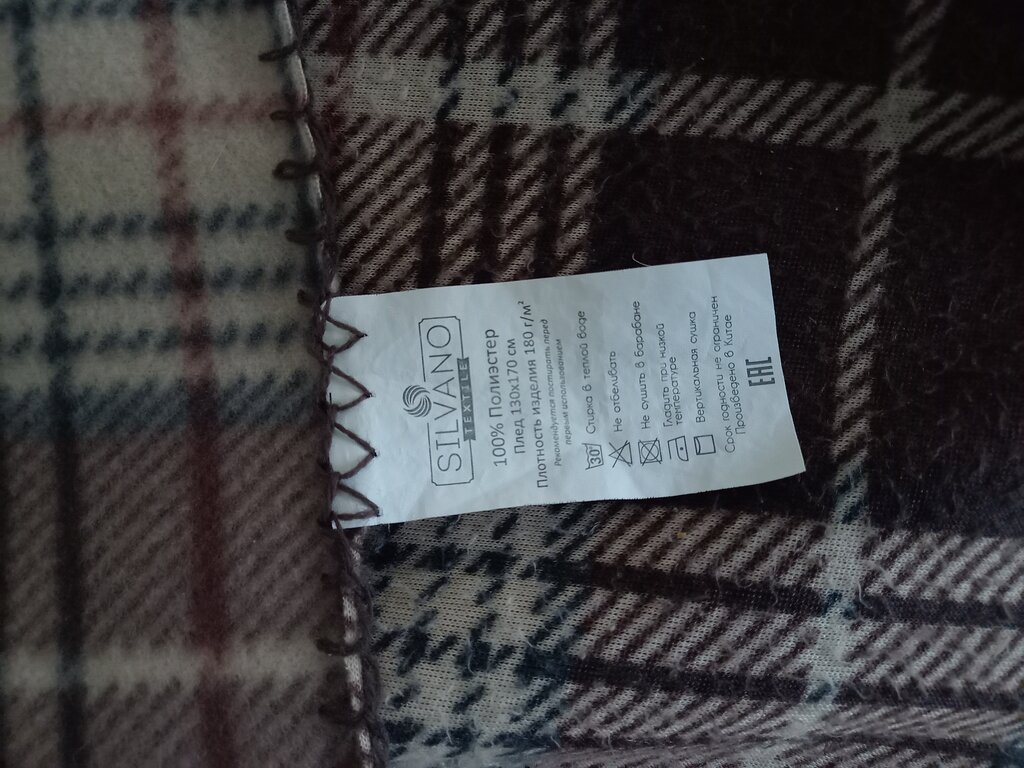 SILVANO
TEXTILE
100% Полиэстер
Плед 130х170 см
Плотность изделия 180 г/м²
Рекомендуется постирать перед
первым использованием
30° Стирка в теплой воде
Не отбеливать
Не сушить в барабане
Гладить при низкой
температуре
Вертикальная сушка
Срок годности не ограничен
Произведено в Китае
EAC